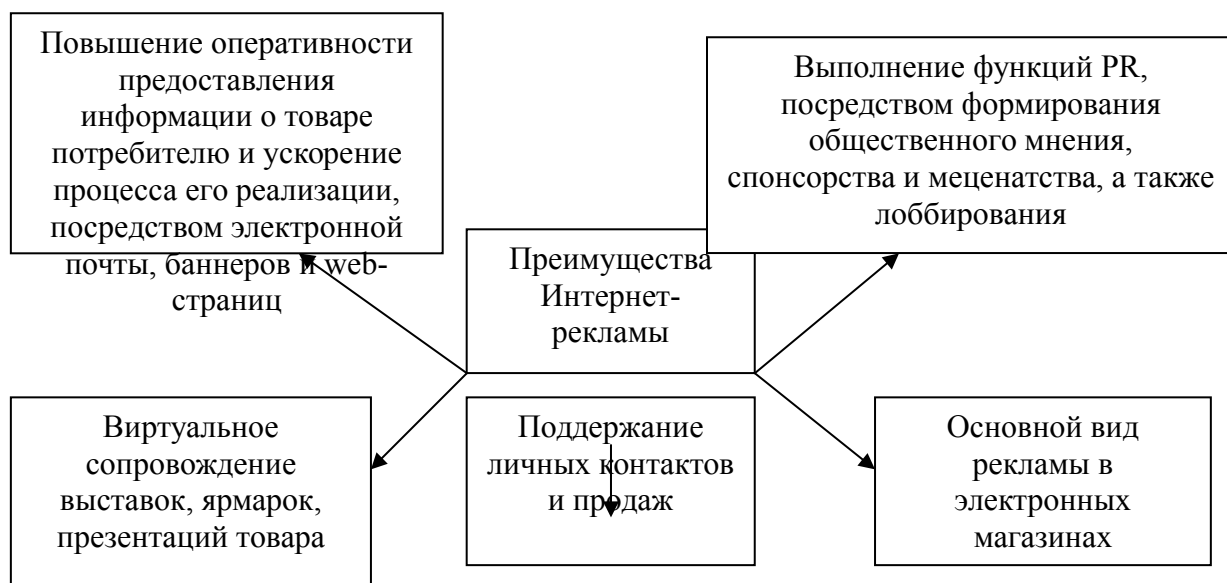 Повышение оперативности
предоставления
информации о товаре
потребителю и ускорение
процесса его реализации,
посредством электронной
почты, баннеров и web-
страниц
Выполнение функций PR,
посредством формирования
общественного мнения,
спонсорства и меценатства, а также
лоббирования
Преимущества
Интернет-
рекламы
Виртуальное
сопровождение
выставок, ярмарок,
презентаций товара
Поддержание
личных контактов
и продаж
Основной вид
рекламы в
электронных
магазинах